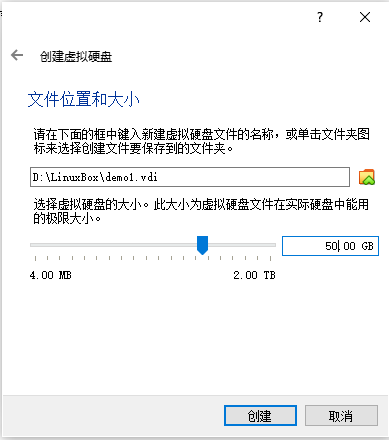 ?
创建虚拟硬盘
文件位置和大小
请在下面的框中键入新建虚拟硬盘文件的名称，或单击文件夹图
标来选择创建文件要保存到的文件夹。
D:\LinuxBox\demo1.vdi
选择虚拟硬盘的大小。此大小为虚拟硬盘文件在实际硬盘中能用
的极限大小。
50.00 GB
4.00 MB 2.00 TB
创建 取消